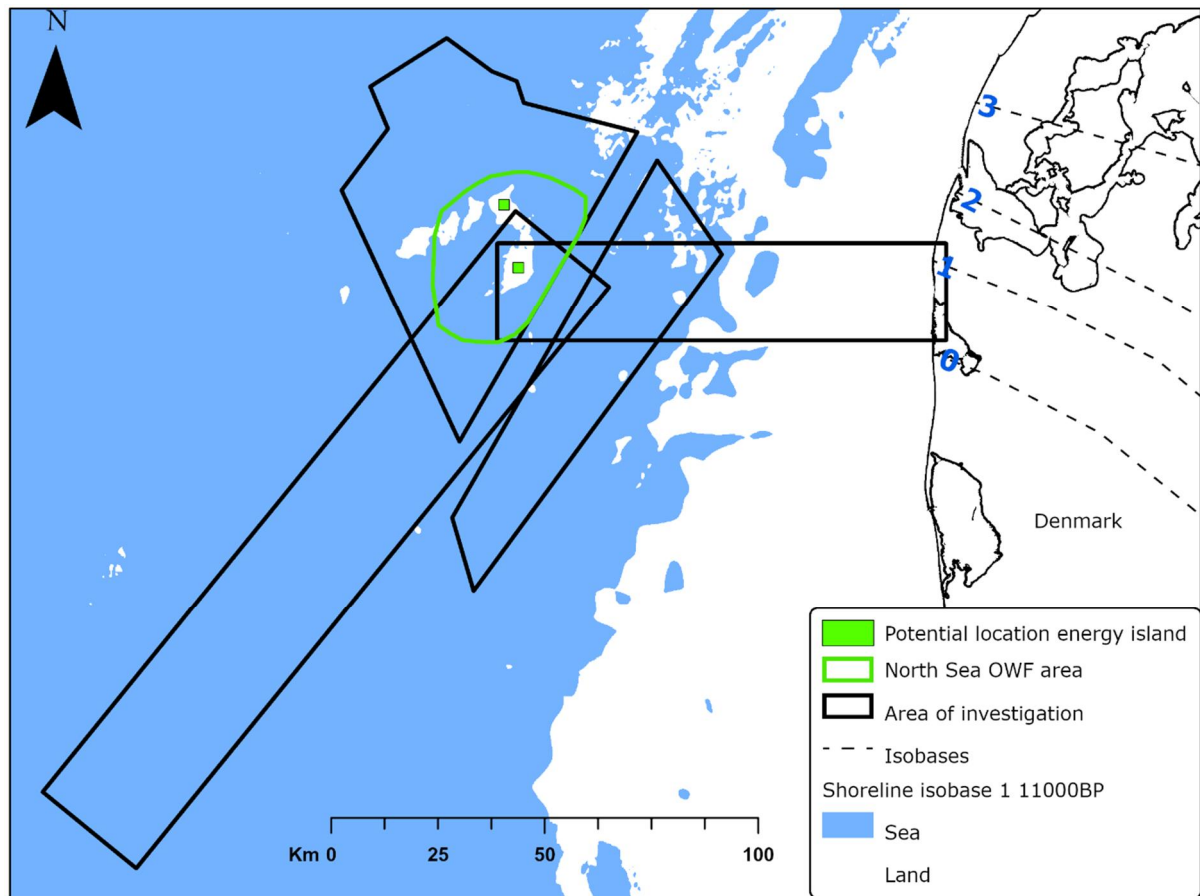 N
3
2
1
0
Denmark
Potential location energy island
North Sea OWF area
Area of investigation
Isobases
Shoreline isobase 1 11000BP
Sea
Land
Km 0 25 50 100